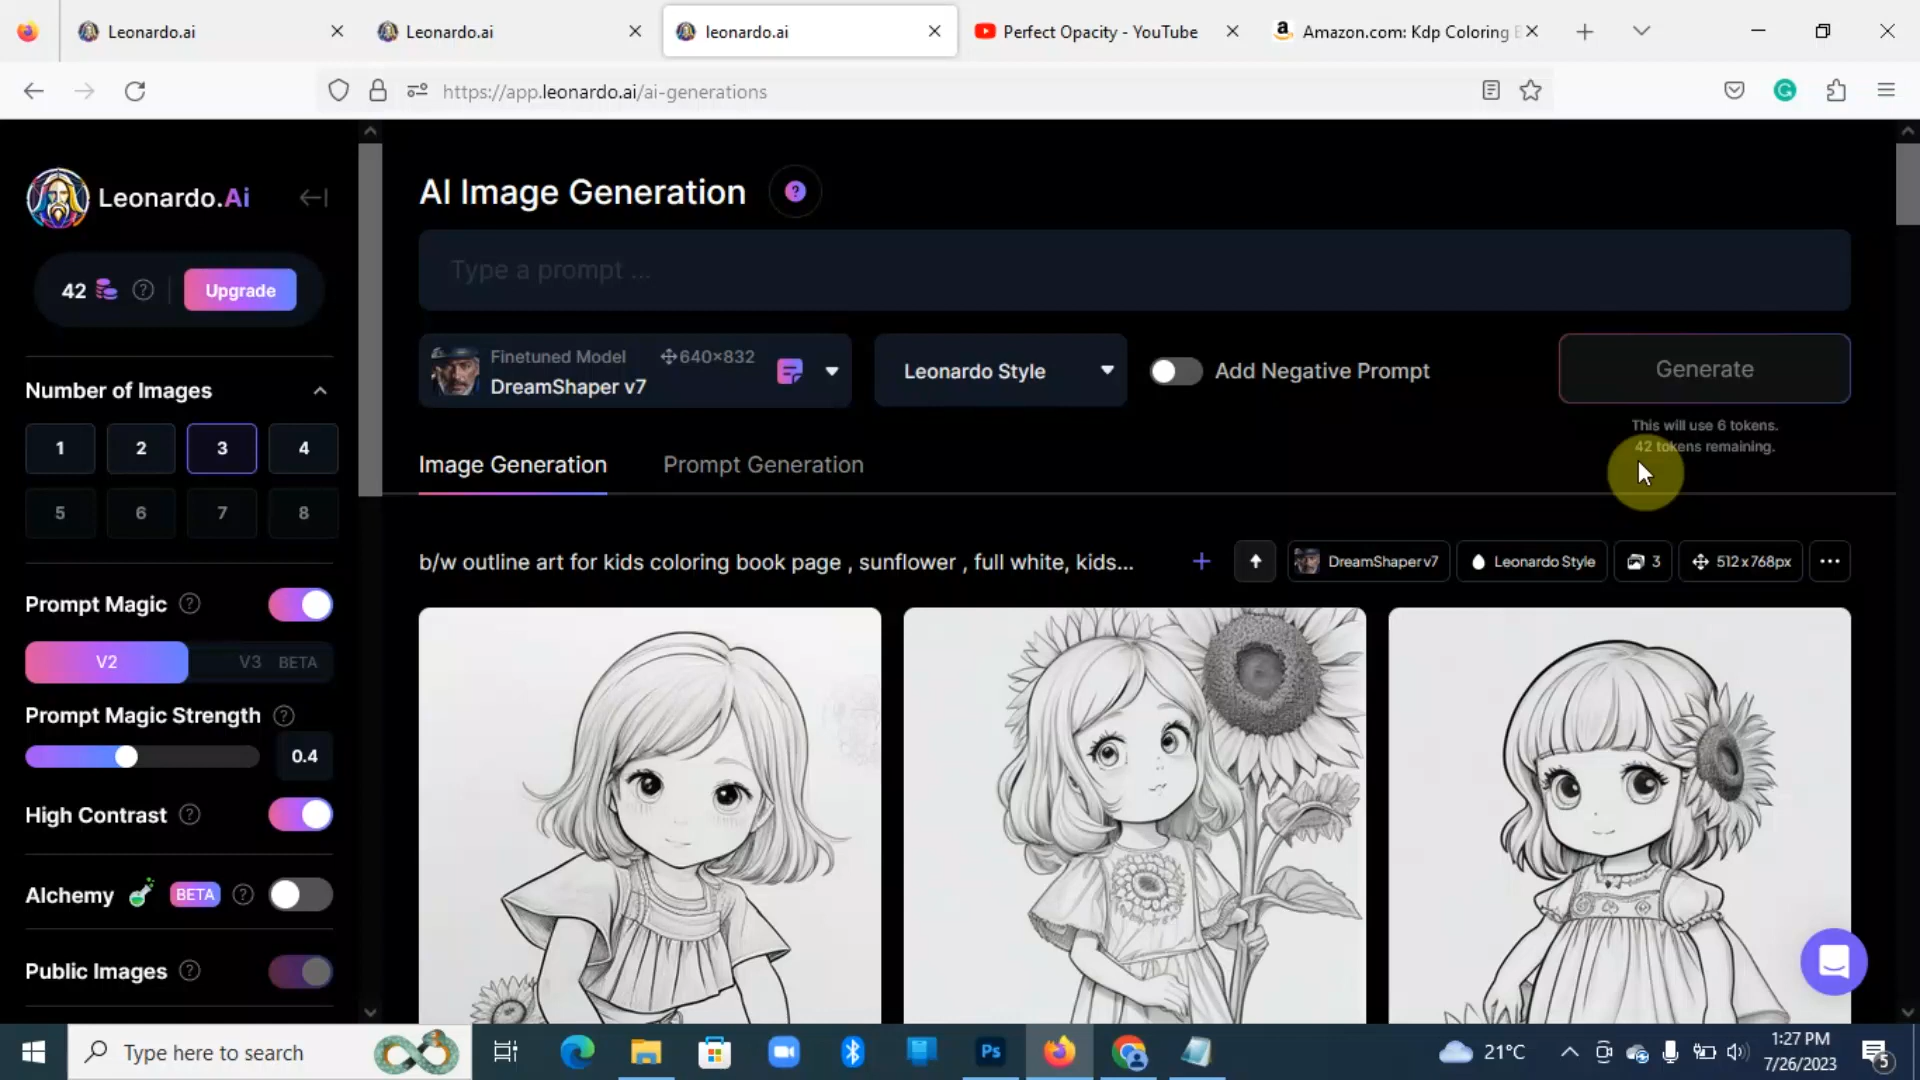 Leonardo.ai
Leonardo.ai
leonardo.ai
Perfect Opacity - YouTube
Amazon.com: Kdp Coloring
https://app.leonardo.ai/ai-generations
Leonardo.Ai
42
Upgrade
Number of Images
1 2 3 4
5 6 7 8
Prompt Magic
V2 V3 BETA
Prompt Magic Strength
0.4
High Contrast
Alchemy BETA
Public Images
AI Image Generation
Type a prompt ...
Finetuned Model 640×832
DreamShaper v7
Leonardo Style
Add Negative Prompt
Generate
This will use 6 tokens.
42 tokens remaining.
Image Generation
Prompt Generation
b/w outline art for kids coloring book page , sunflower , full white, kids...
DreamShaper v7
Leonardo Style
3
512x768px
Type here to search
Ps
21°C
1:27 PM
7/26/2023
5